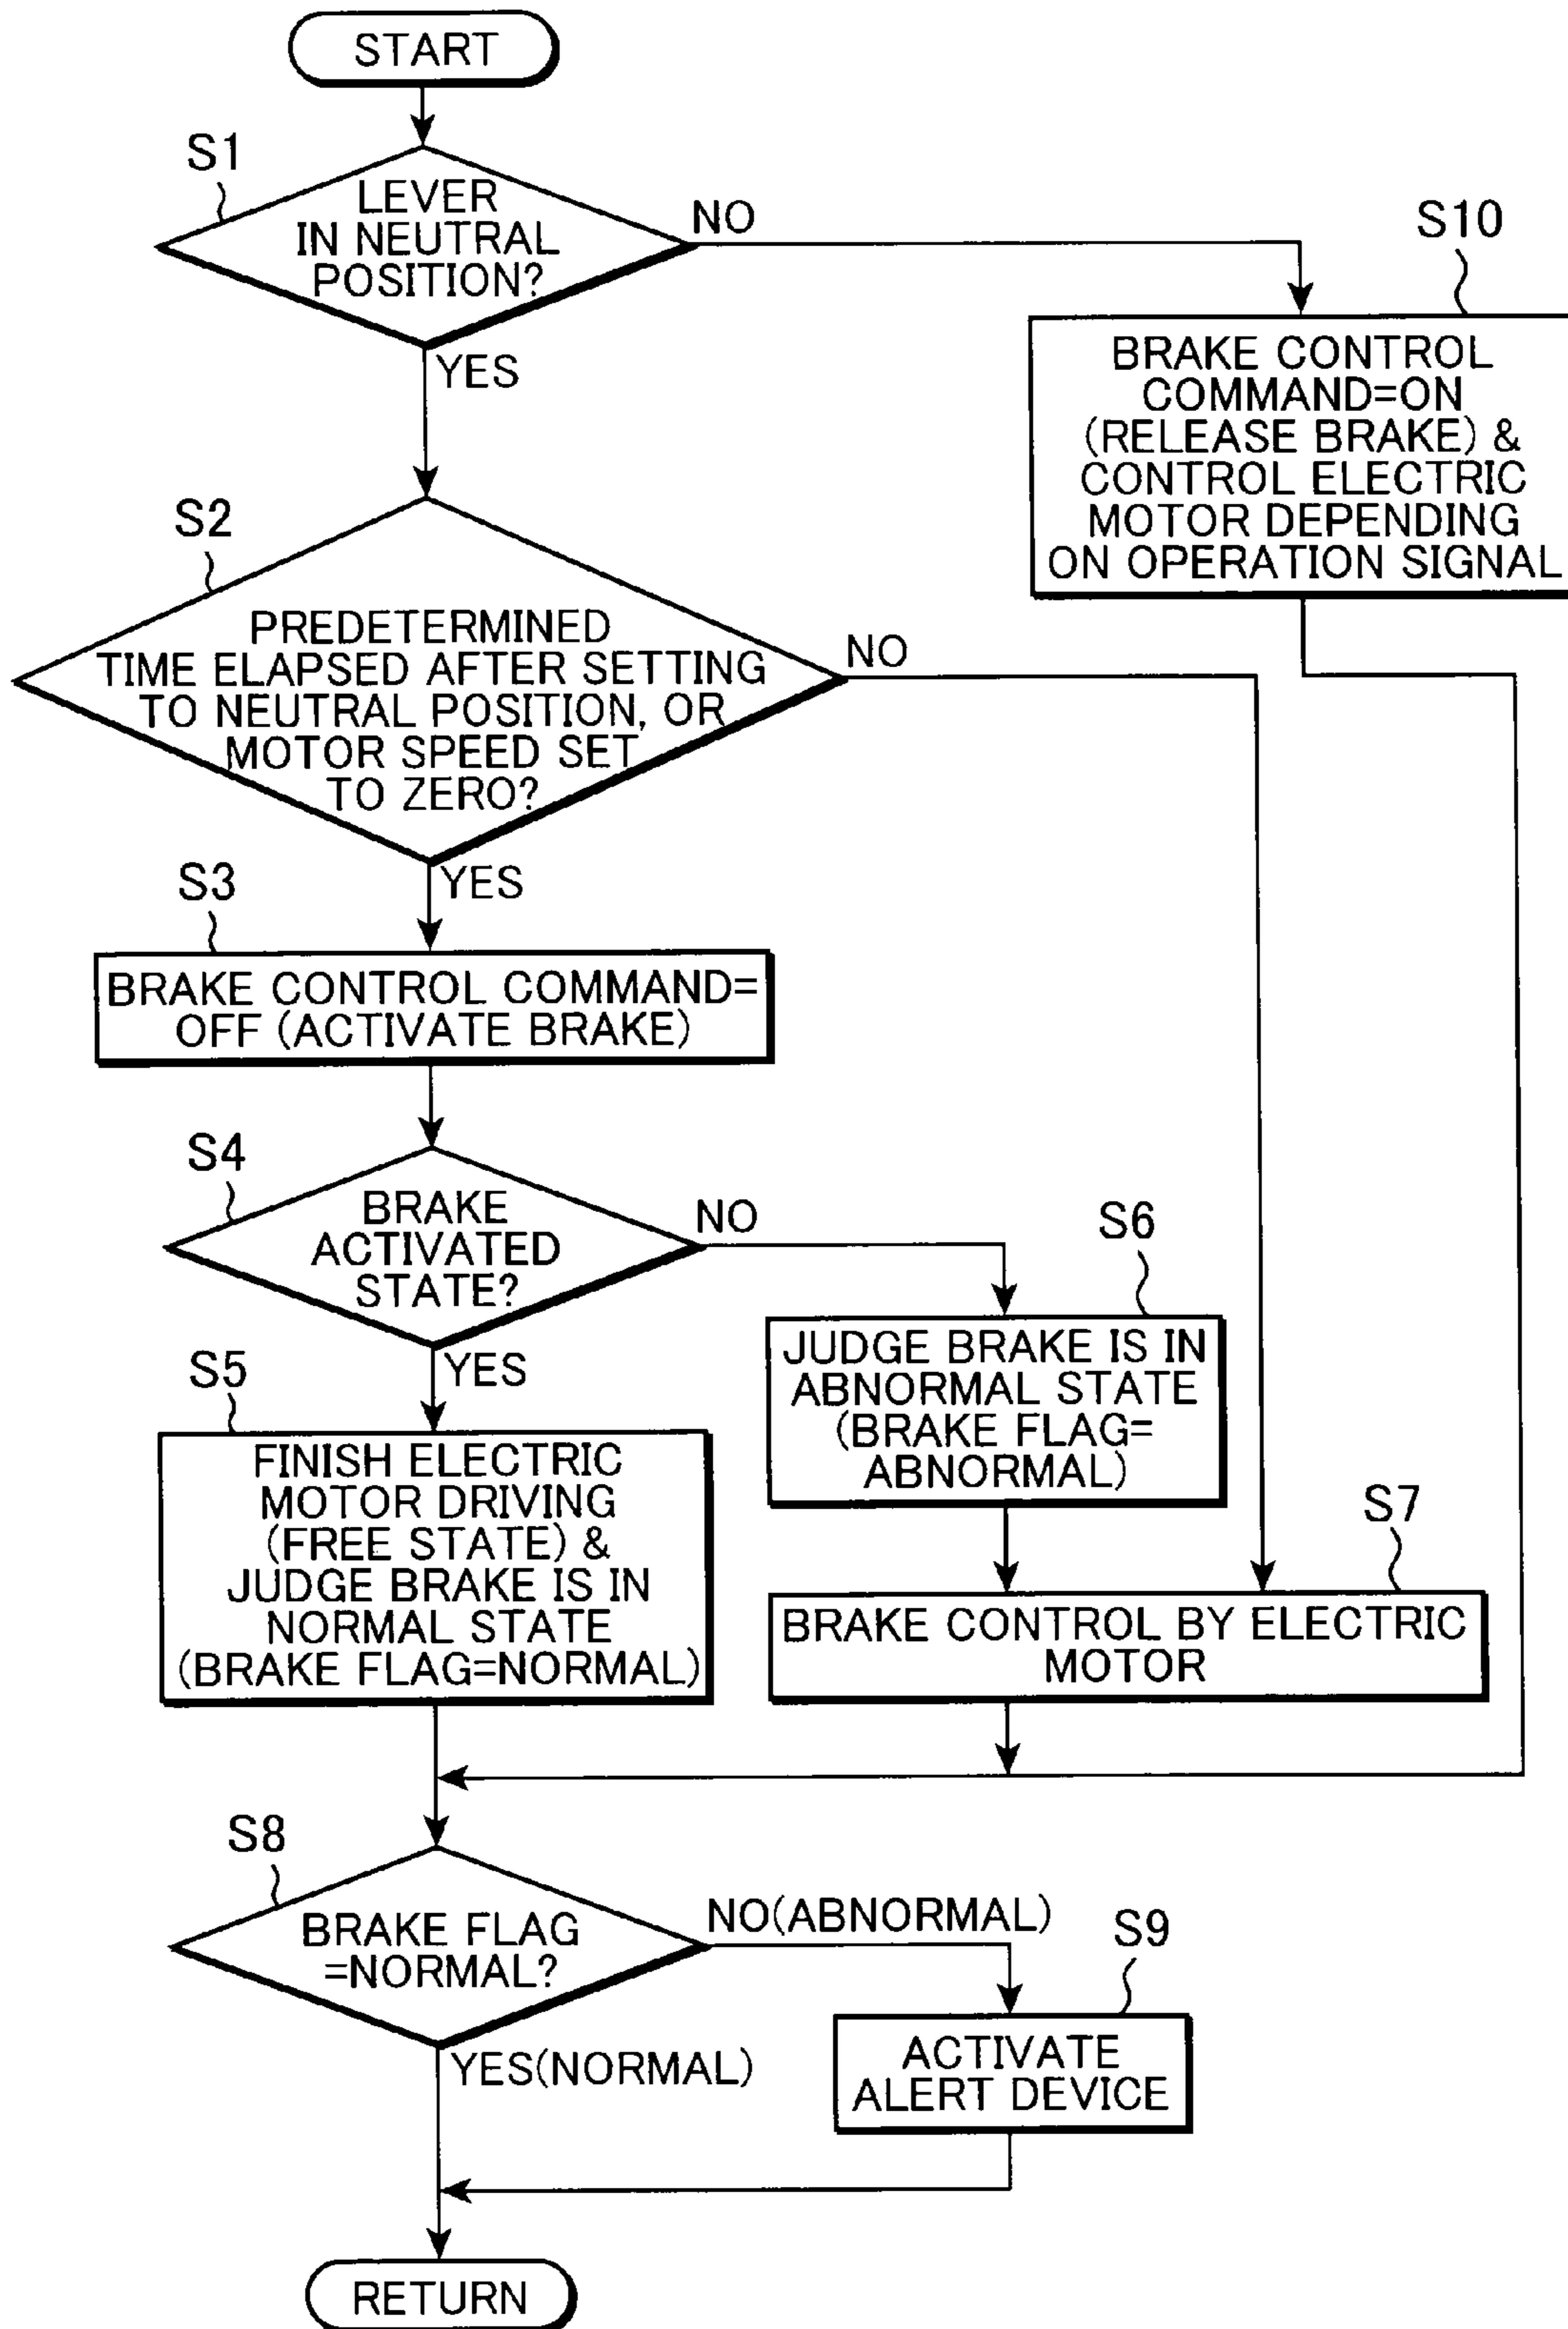 START
S1
LEVER
IN NEUTRAL
POSITION?
NO
YES
S10
BRAKE CONTROL
COMMAND=ON
(RELEASE BRAKE) &
CONTROL ELECTRIC
MOTOR DEPENDING
ON OPERATION SIGNAL
S2
PREDETERMINED
TIME ELAPSED AFTER SETTING
TO NEUTRAL POSITION, OR
MOTOR SPEED SET
TO ZERO?
NO
YES
S3
BRAKE CONTROL COMMAND=
OFF (ACTIVATE BRAKE)
S4
BRAKE
ACTIVATED
STATE?
NO
YES
S6
JUDGE BRAKE IS IN
ABNORMAL STATE
(BRAKE FLAG=
ABNORMAL)
S5
FINISH ELECTRIC
MOTOR DRIVING
(FREE STATE) &
JUDGE BRAKE IS IN
NORMAL STATE
(BRAKE FLAG=NORMAL)
S7
BRAKE CONTROL BY ELECTRIC
MOTOR
S8
BRAKE FLAG
=NORMAL?
NO(ABNORMAL)
YES(NORMAL)
S9
ACTIVATE
ALERT DEVICE
RETURN